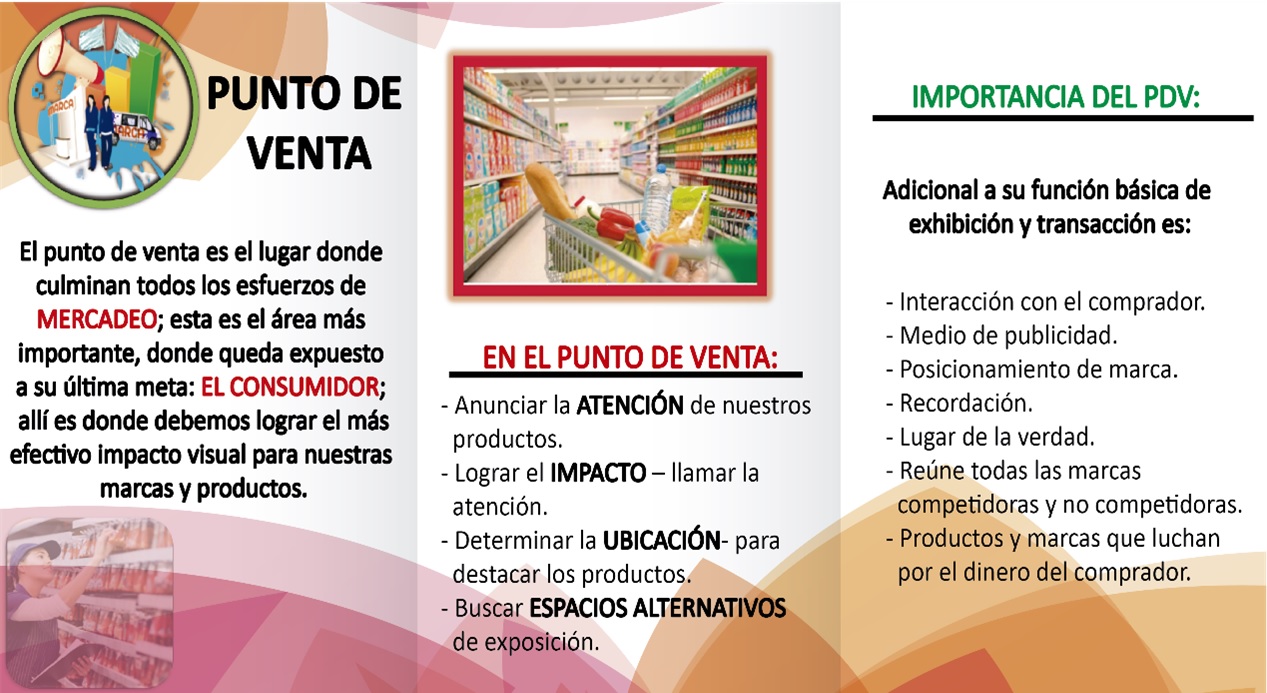 MARCA
MARCA
PUNTO DE
VENTA
El punto de venta es el lugar donde
culminan todos los esfuerzos de
MERCADEO; esta es el área más
importante, donde queda expuesto
a su última meta: EL CONSUMIDOR;
allí es donde debemos lograr el más
efectivo impacto visual para nuestras
marcas y productos.
EN EL PUNTO DE VENTA:
- Anunciar la ATENCIÓN de nuestros
productos.
- Lograr el IMPACTO – llamar la
atención.
- Determinar la UBICACIÓN- para
destacar los productos.
- Buscar ESPACIOS ALTERNATIVOS
de exposición.
IMPORTANCIA DEL PDV:
Adicional a su función básica de
exhibición y transacción es:
- Interacción con el comprador.
- Medio de publicidad.
- Posicionamiento de marca.
- Recordación.
- Lugar de la verdad.
- Reúne todas las marcas
competidoras y no competidoras.
- Productos y marcas que luchan
por el dinero del comprador.